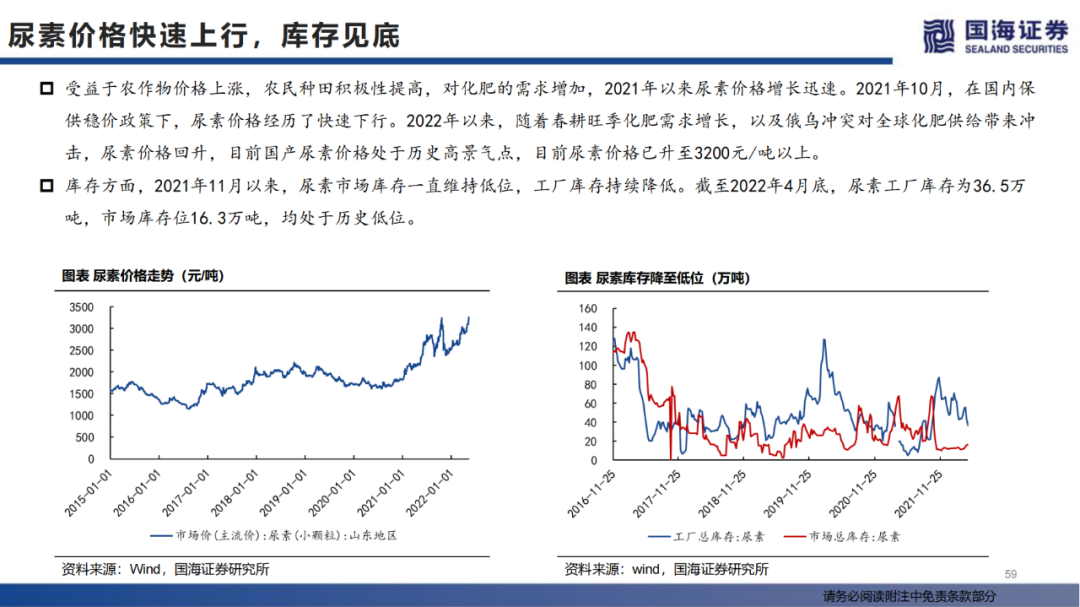 尿素价格快速上行，库存见底
国海证券
SEALAND SECURITIES
受益于农作物价格上涨，农民种田积极性提高，对化肥的需求增加，2021年以来尿素价格增长迅速。2021年10月，在国内保
供稳价政策下，尿素价格经历了快速下行。2022年以来，随着春耕旺季化肥需求增长，以及俄乌冲突对全球化肥供给带来冲
击，尿素价格回升，目前国产尿素价格处于历史高景气点，目前尿素价格已升至3200元/吨以上。
库存方面，2021年11月以来，尿素市场库存一直维持低位，工厂库存持续降低。截至2022年4月底，尿素工厂库存为36.5万
吨，市场库存位16.3万吨，均处于历史低位。
图表 尿素价格走势（元/吨）
3500
3000
2500
2000
1500
1000
500
0
2015-01-01
2016-01-01
2017-01-01
2018-01-01
2019-01-01
2020-01-01
2021-01-01
2022-01-01
市场价(主流价):尿素(小颗粒):山东地区
资料来源：Wind，国海证券研究所
图表 尿素库存降至低位（万吨）
160
140
120
100
80
60
40
20
0
2016-11-25
2017-11-25
2018-11-25
2019-11-25
2020-11-25
2021-11-25
工厂总库存:尿素
市场总库存:尿素
资料来源：wind，国海证券研究所
59
请务必阅读附注中免责条款部分